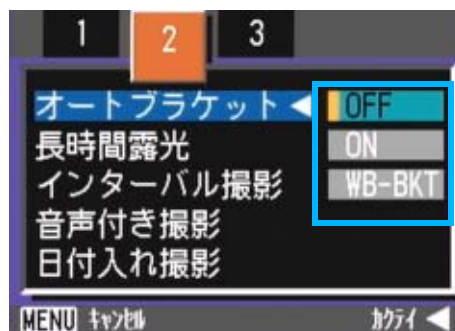 1 2 3
オートブラケット◀ OFF
長時間露光 ON
インターバル撮影 WB-BKT
音声付き撮影
日付入れ撮影
MENU ｷｬﾝｾﾙ ｶｸﾃｲ ◀